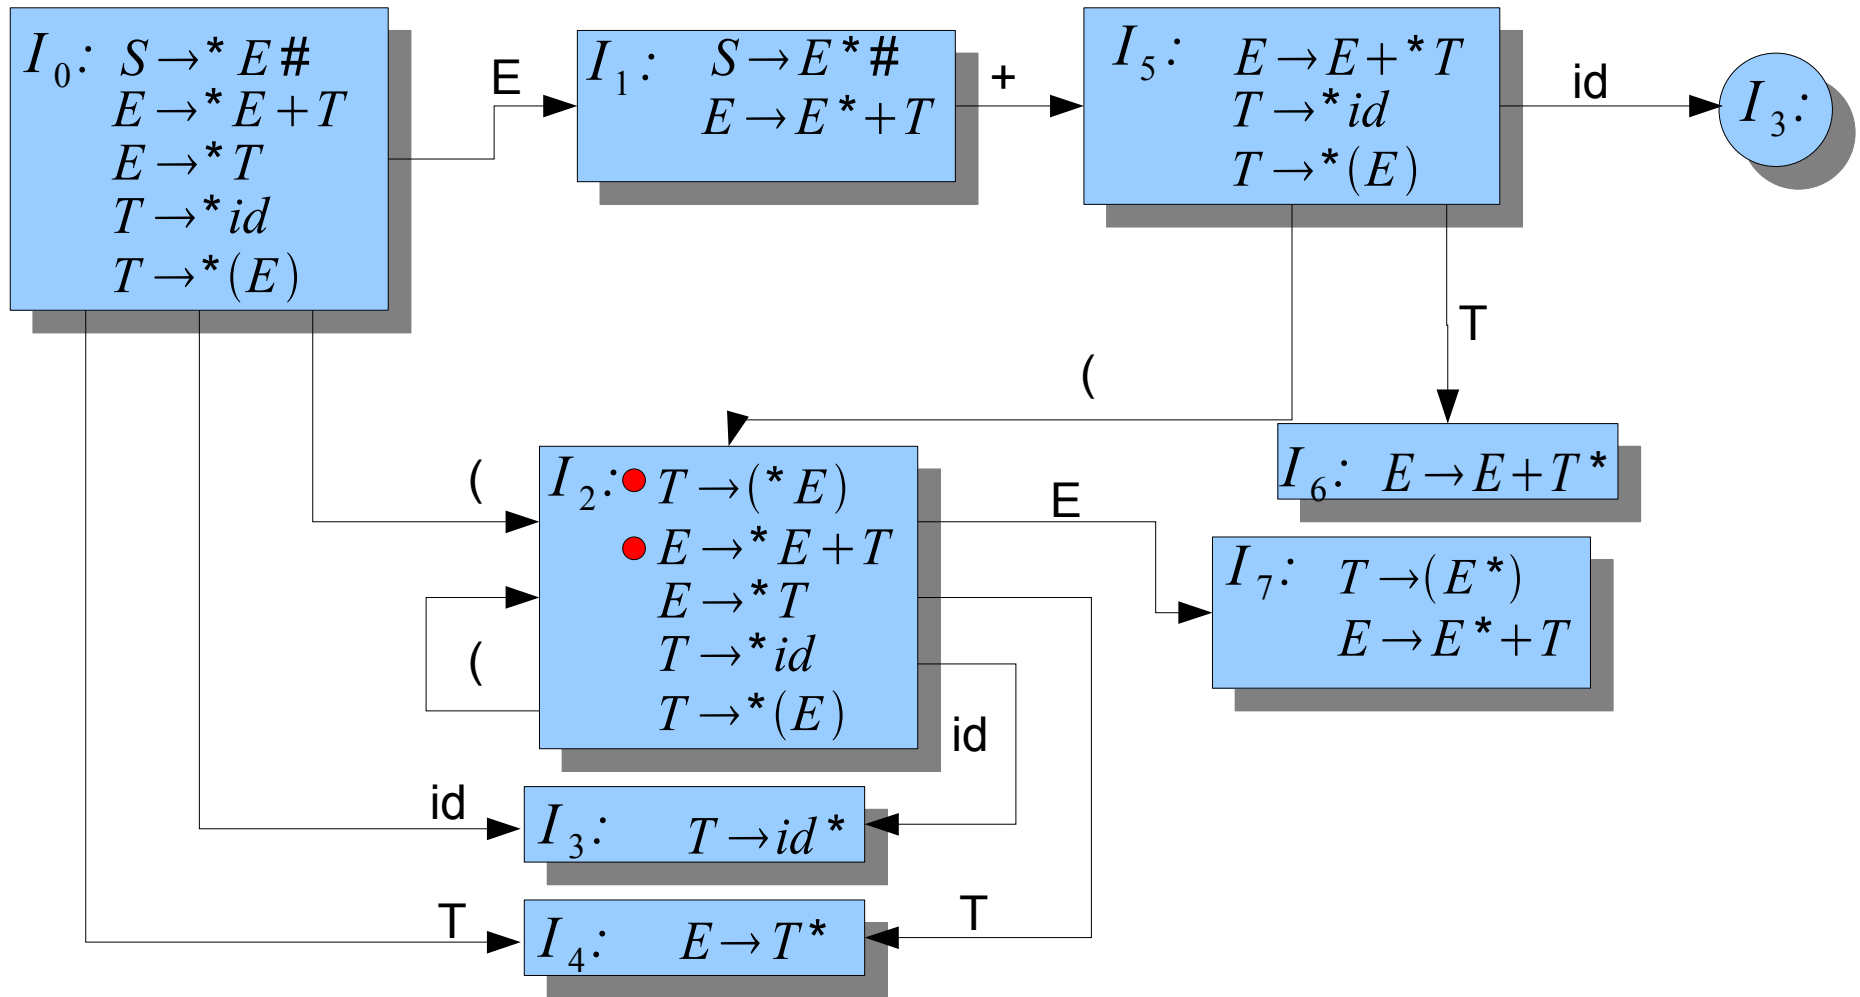 I0: S→*E#
E→*E+T
E→*T
T→*id
T→*(E)
E
I1: S→E*#
E→E*+T
+
I5: E→E+*T
T→*id
T→*(E)
id
I3:
(
T
(
I2: T→(*E)
E→*E+T
E→*T
T→*id
T→*(E)
(
E
I6: E→E+T*
I7: T→(E*)
E→E*+T
id
id
I3: T→id*
T
T
I4: E→T*